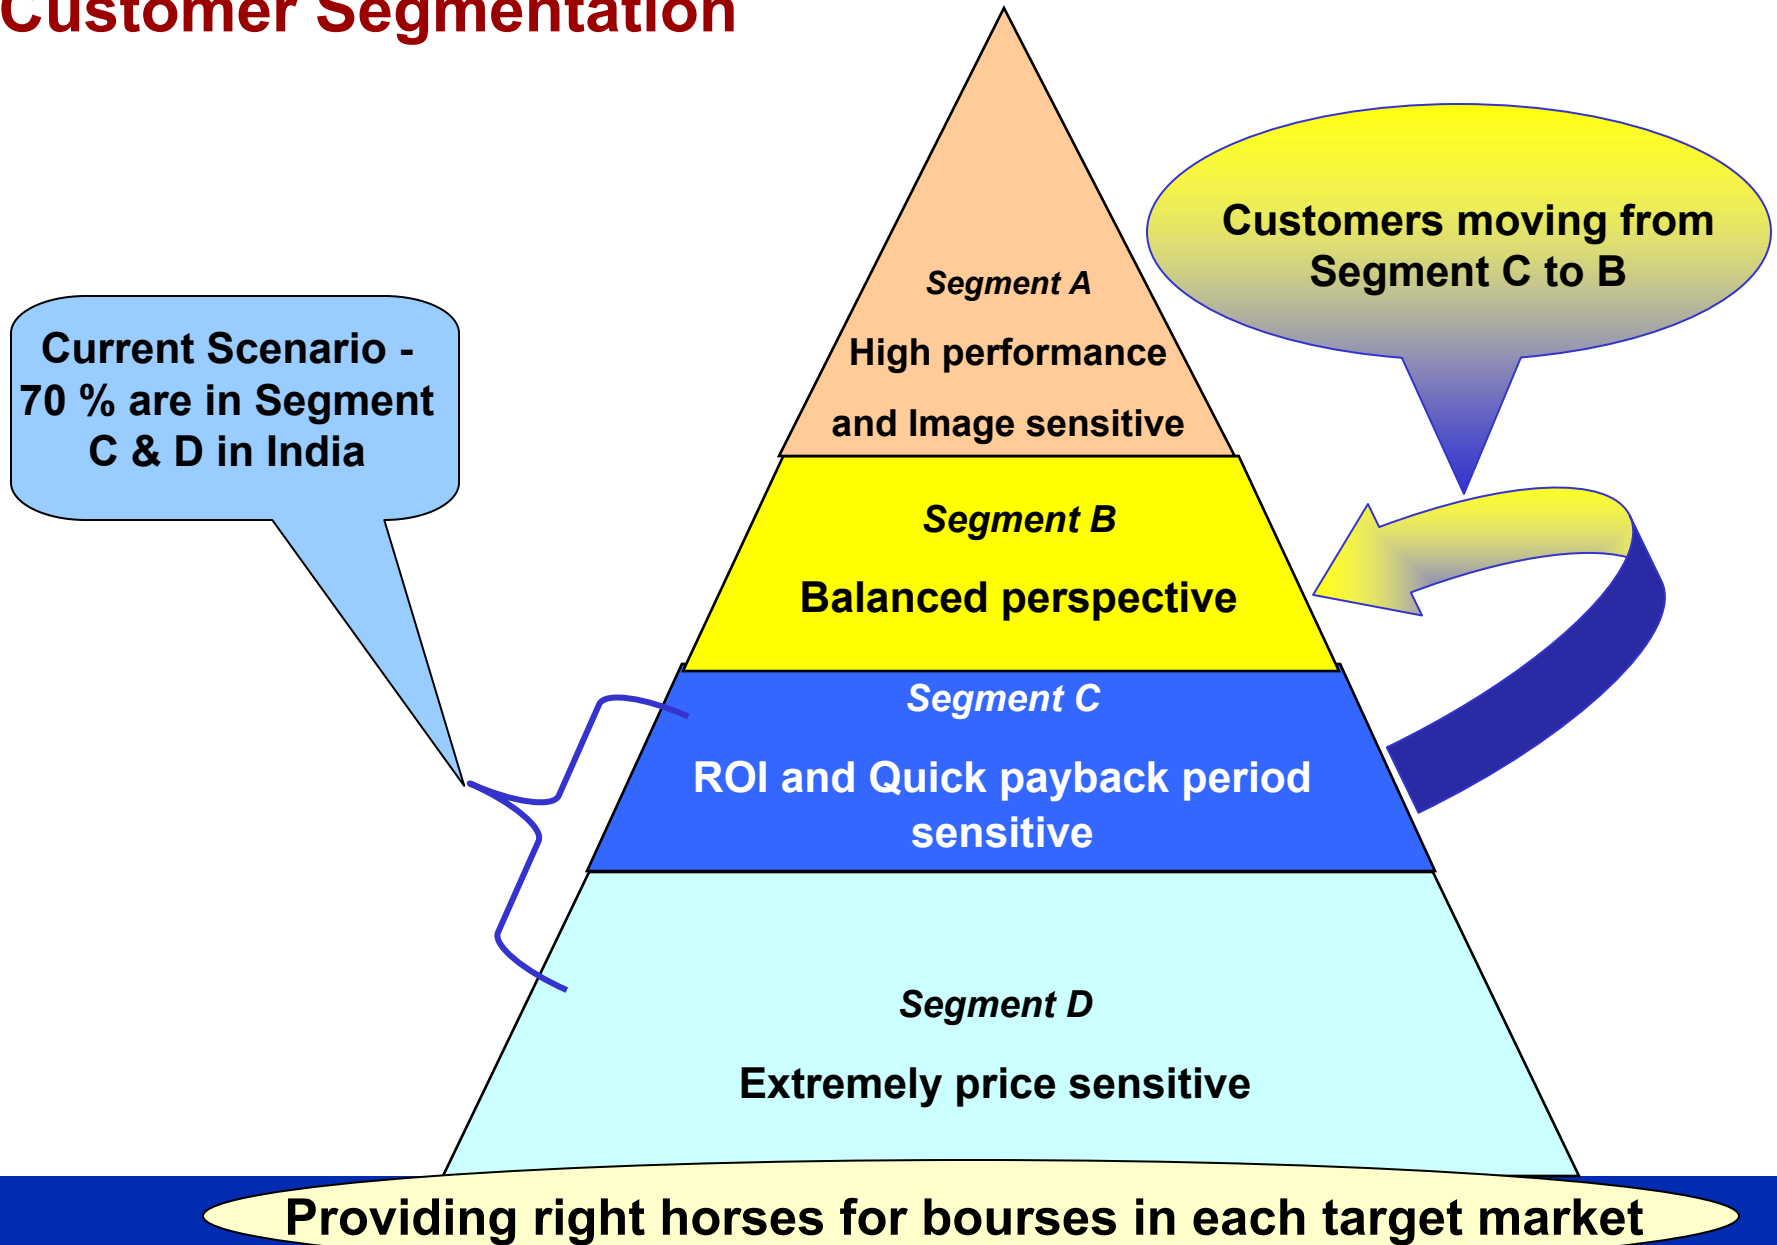 Customer Segmentation
Customers moving from
Segment C to B
Segment A
High performance
and Image sensitive
Current Scenario -
70 % are in Segment
C & D in India
Segment B
Balanced perspective
Segment C
ROI and Quick payback period
sensitive
Segment D
Extremely price sensitive
Providing right horses for bourses in each target market